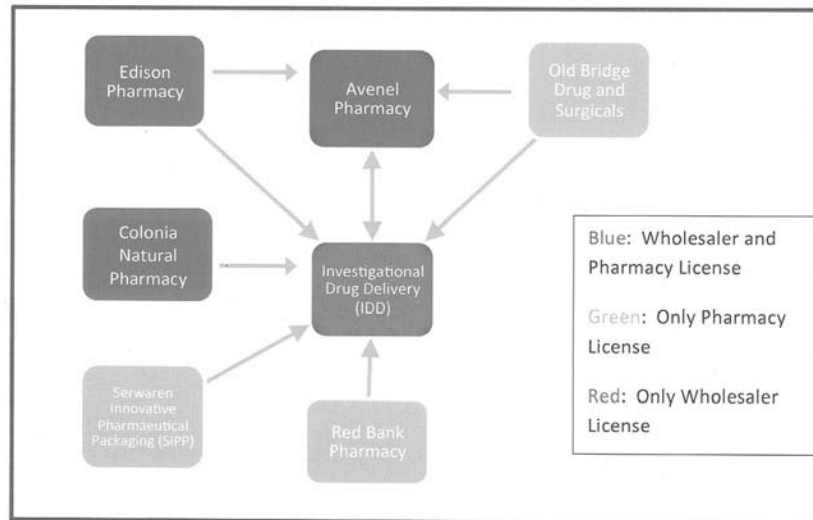 Edison
Pharmacy
Avenel
Pharmacy
Old Bridge
Drug and
Surgicals
Colonia
Natural
Pharmacy
Investigational
Drug Delivery
(IDD)
Blue: Wholesaler and
Pharmacy License
Green: Only Pharmacy
License
Red: Only Wholesaler
License
Serwaren
Innovative
Pharmaeutical
Packaging (SIPP)
Red Bank
Pharmacy